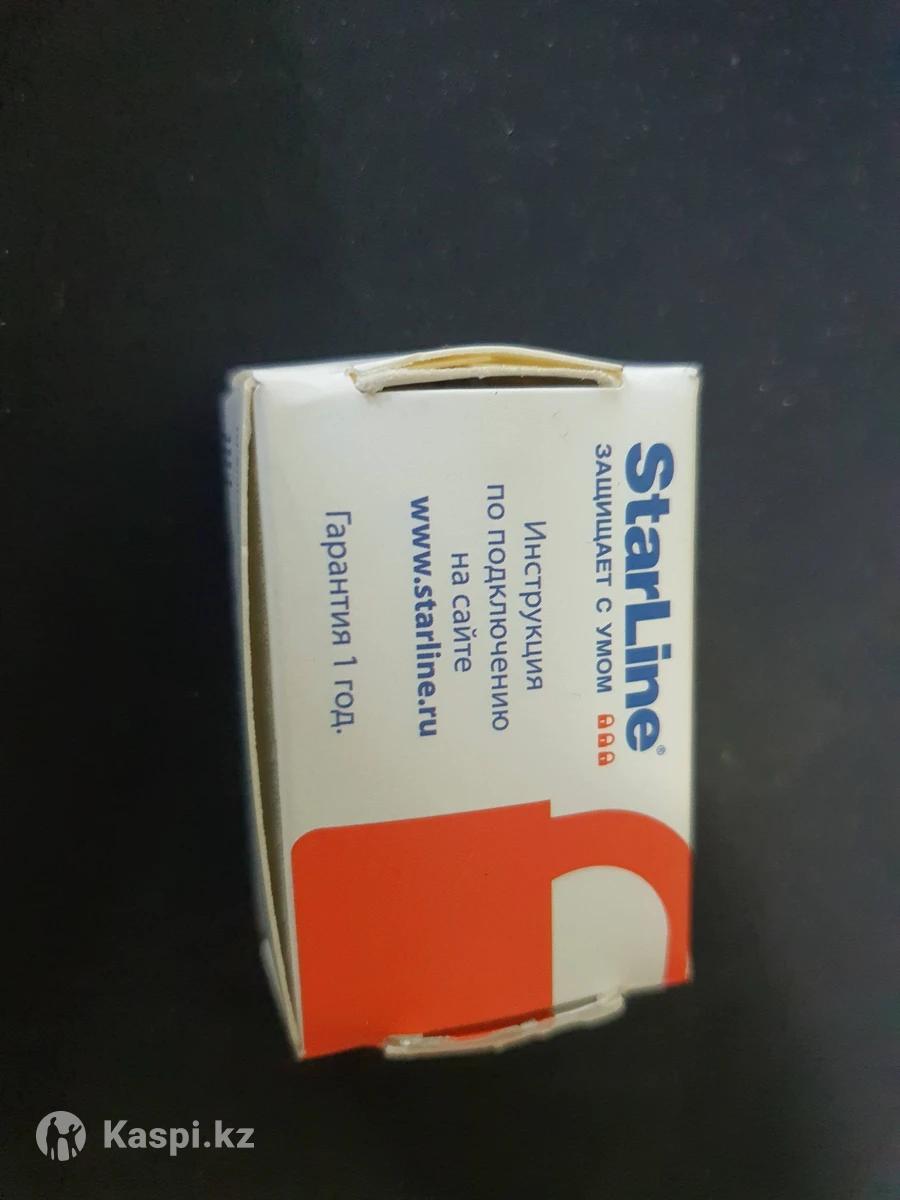 StarLine®
ЗАЩИЩАЕТ С УМОМ
Инструкция
по подключению
на сайте
www.starline.ru
Гарантия 1 год.
Kaspi.kz